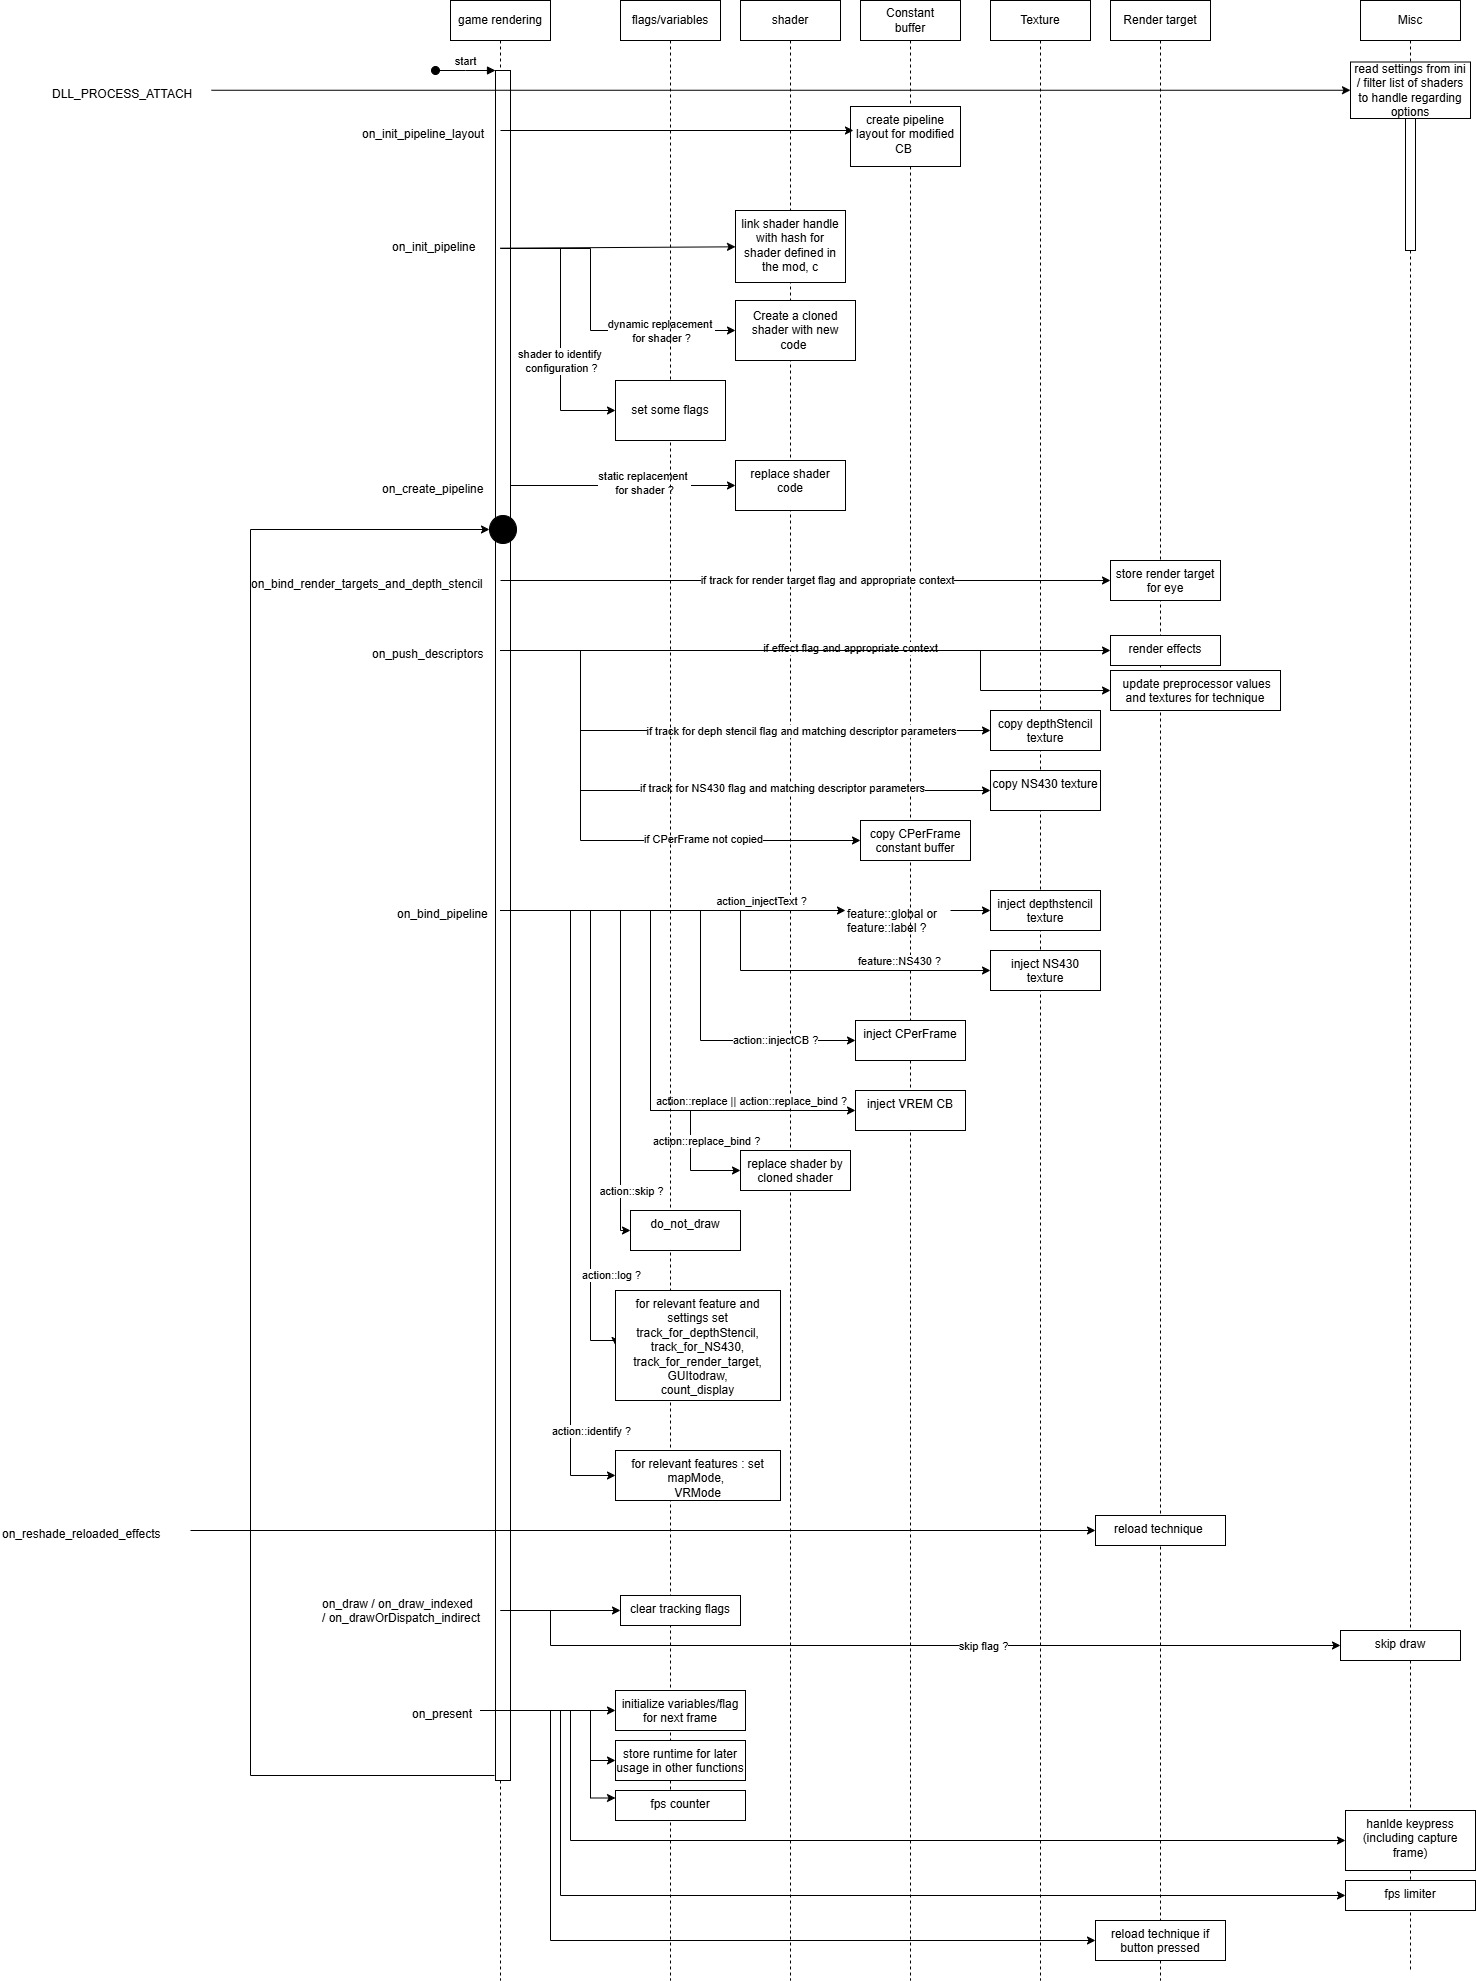 game rendering
flags/variables
shader
Constant
buffer
Texture
Render target
Misc
start
DLL_PROCESS_ATTACH
read settings from ini
/ filter list of shaders
to handle regarding
options
on_init_pipeline_layout
create pipeline
layout for modified
CB
on_init_pipeline
link shader handle
with hash for
shader defined in
the mod, c
dynamic replacement
for shader ?
Create a cloned
shader with new
code
shader to identify
configuration ?
set some flags
on_create_pipeline
static replacement
for shader ?
replace shader
code
on_bind_render_targets_and_depth_stencil
if track for render target flag and appropriate context
store render target
for eye
on_push_descriptors
if effect flag and appropriate context
render effects
update preprocessor values
and textures for technique
if track for deph stencil flag and matching descriptor parameters
copy depthStencil
texture
if track for NS430 flag and matching descriptor parameters
copy NS430 texture
if CPerFrame not copied
copy CPerFrame
constant buffer
on_bind_pipeline
action_injectText ?
feature::global or
feature::label ?
inject depthstencil
texture
feature::NS430 ?
inject NS430
texture
action::injectCB ?
inject CPerFrame
action::replace || action::replace_bind ?
inject VREM CB
action::replace_bind ?
replace shader by
cloned shader
action::skip ?
do_not_draw
action::log ?
for relevant feature and
settings set
track_for_depthStencil,
track_for_NS430,
track_for_render_target,
GUItodraw,
count_display
action::identify ?
for relevant features : set
mapMode,
VRMode
on_reshade_reloaded_effects
reload technique
on_draw / on_draw_indexed
/ on_drawOrDispatch_indirect
clear tracking flags
skip flag ?
skip draw
on_present
initialize variables/flag
for next frame
store runtime for later
usage in other functions
fps counter
hanlde keypress
(including capture
frame)
fps limiter
reload technique if
button pressed